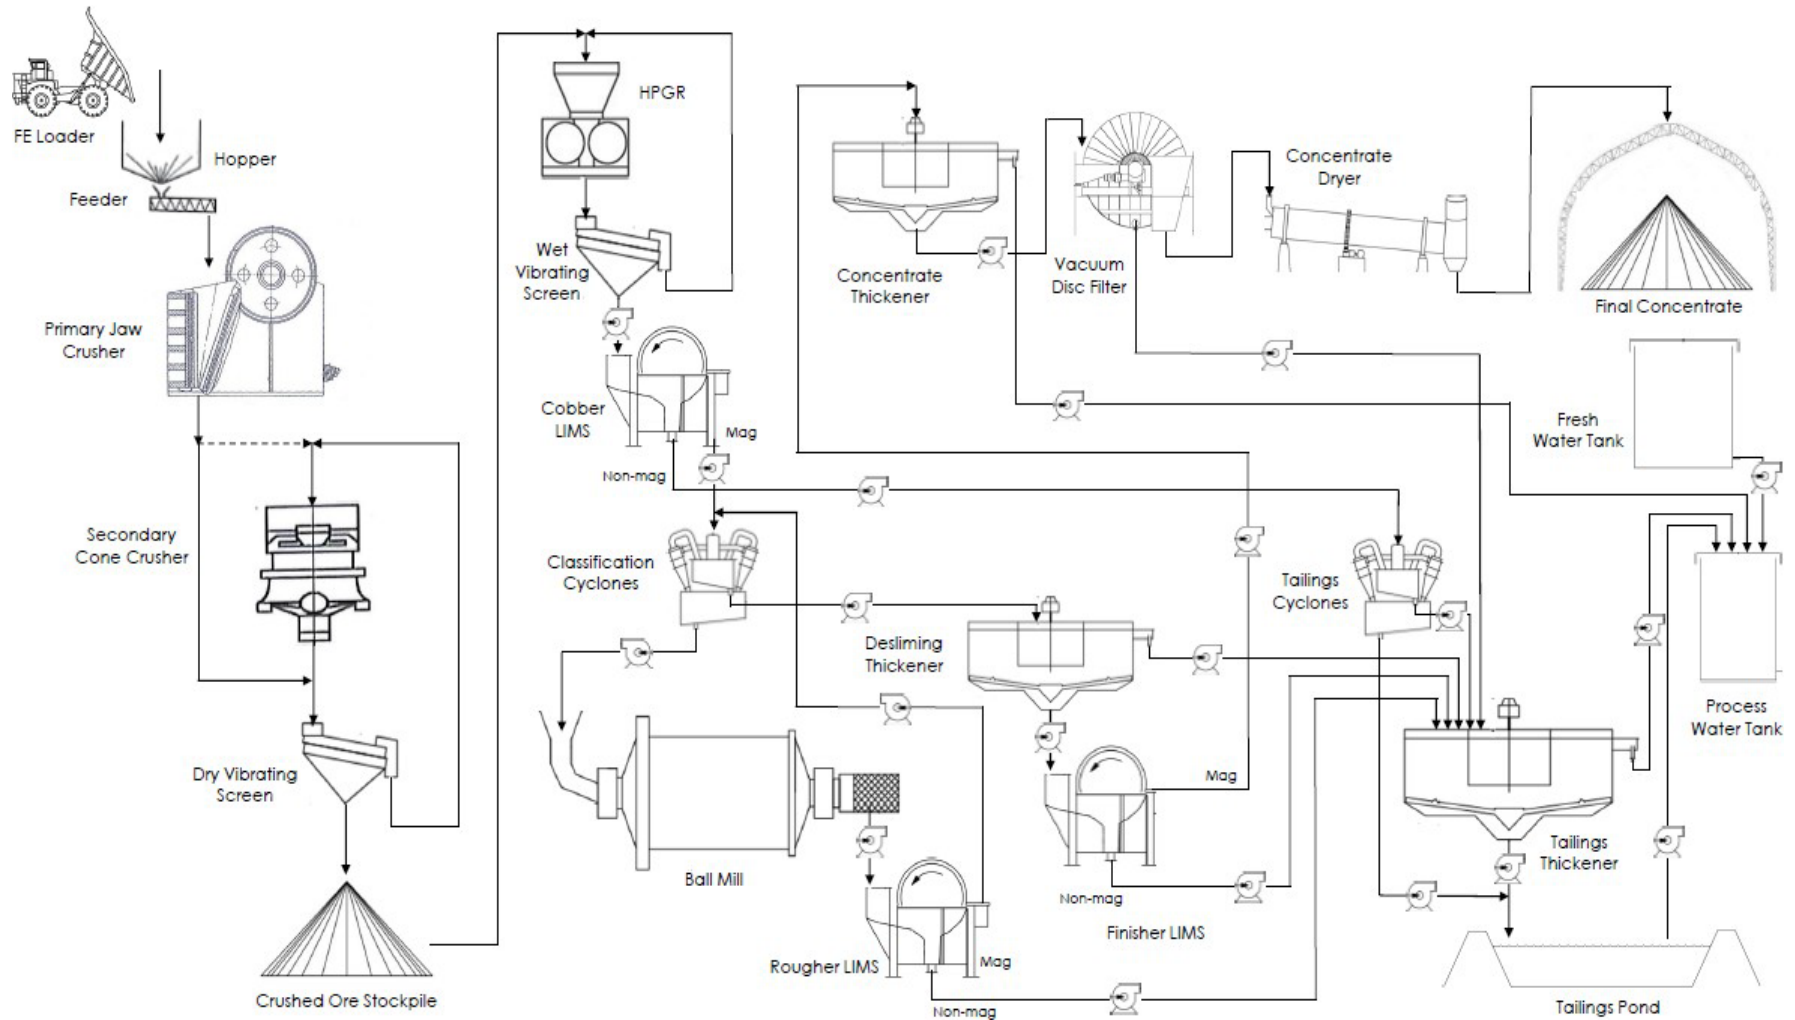 FE Loader
Hopper
Feeder
Primary Jaw
Crusher
Secondary
Cone Crusher
Dry Vibrating
Screen
Crushed Ore Stockpile
HPGR
Wet
Vibrating
Screen
Cobber
LIMS
Mag
Non-mag
Classification
Cyclones
Ball Mill
Rougher LIMS
Mag
Non-mag
Desliming
Thickener
Mag
Non-mag
Finisher LIMS
Concentrate
Thickener
Vacuum
Disc Filter
Concentrate
Dryer
Final Concentrate
Fresh
Water Tank
Process
Water Tank
Tailings
Cyclones
Tailings
Thickener
Tailings Pond